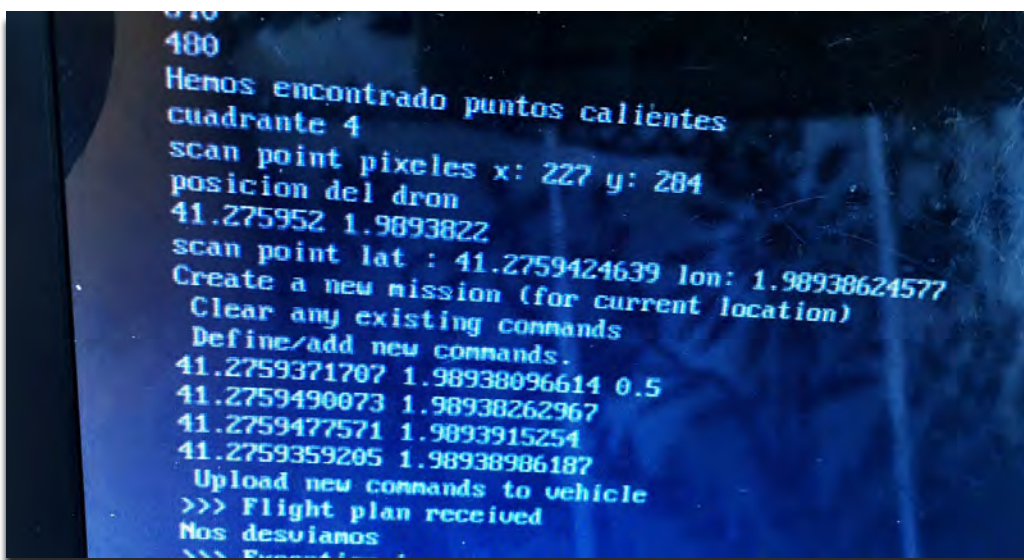 480
Hemos encontrado puntos calientes
cuadrante 4
scan point pixeles x: 227 y: 284
posicion del dron
41.275952 1.9893822
scan point lat : 41.2759424639 lon: 1.98938624577
Create a new mission (for current location)
Clear any existing commands
Define/add new commands.
41.2759371707 1.98938096614 0.5
41.2759490073 1.98938262967
41.2759477571 1.9893915254
41.2759359205 1.98938986187
Upload new commands to vehicle
>>> Flight plan received
Nos desviamos
>>>